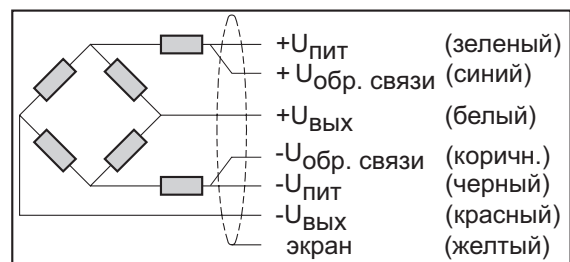 +Uпит (зеленый)
+ Uобр. связи (синий)
+Uвых (белый)
-Uобр. связи (коричн.)
-Uпит (черный)
-Uвых (красный)
экран (желтый)